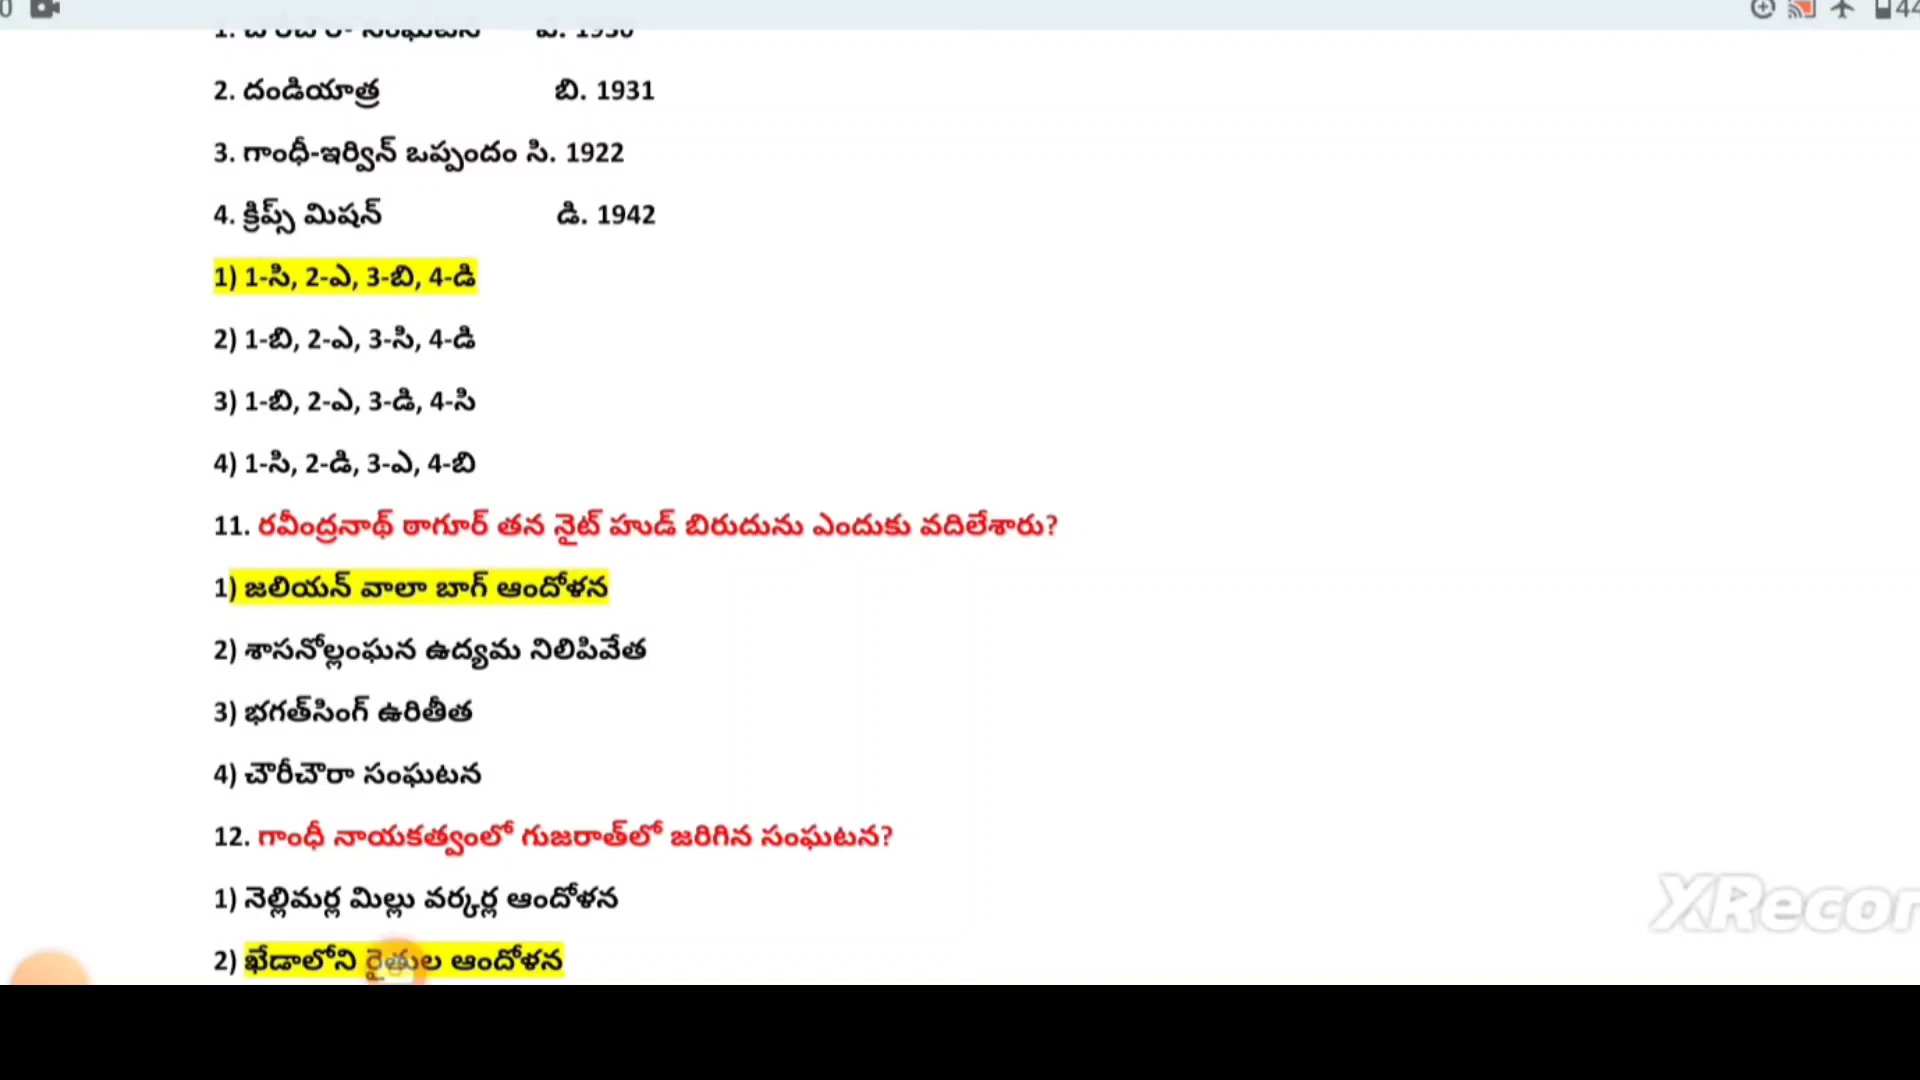 2. దండియాత్ర బి. 1931
3. గాంధీ-ఇర్విన్ ఒప్పందం సి. 1922
4. క్రిప్స్ మిషన్ డి. 1942
1) 1-సి, 2-ఎ, 3-బి, 4-డి
2) 1-బి, 2-ఎ, 3-సి, 4-డి
3) 1-బి, 2-ఎ, 3-డి, 4-సి
4) 1-సి, 2-డి, 3-ఎ, 4-బి
11. రవీంద్రనాథ్ ఠాగూర్ తన నైట్ హుడ్ బిరుదును ఎందుకు వదిలేశారు?
1) జలియన్ వాలా బాగ్ ఆందోళన
2) శాసనోల్లంఘన ఉద్యమ నిలిపివేత
3) భగత్‌సింగ్ ఉరితీత
4) చౌరీచౌరా సంఘటన
12. గాంధీ నాయకత్వంలో గుజరాత్‌లో జరిగిన సంఘటన?
1) నెల్లిమర్ల మిల్లు వర్కర్ల ఆందోళన
XRecor
2) ఖేడాలోని రైతుల ఆందోళన